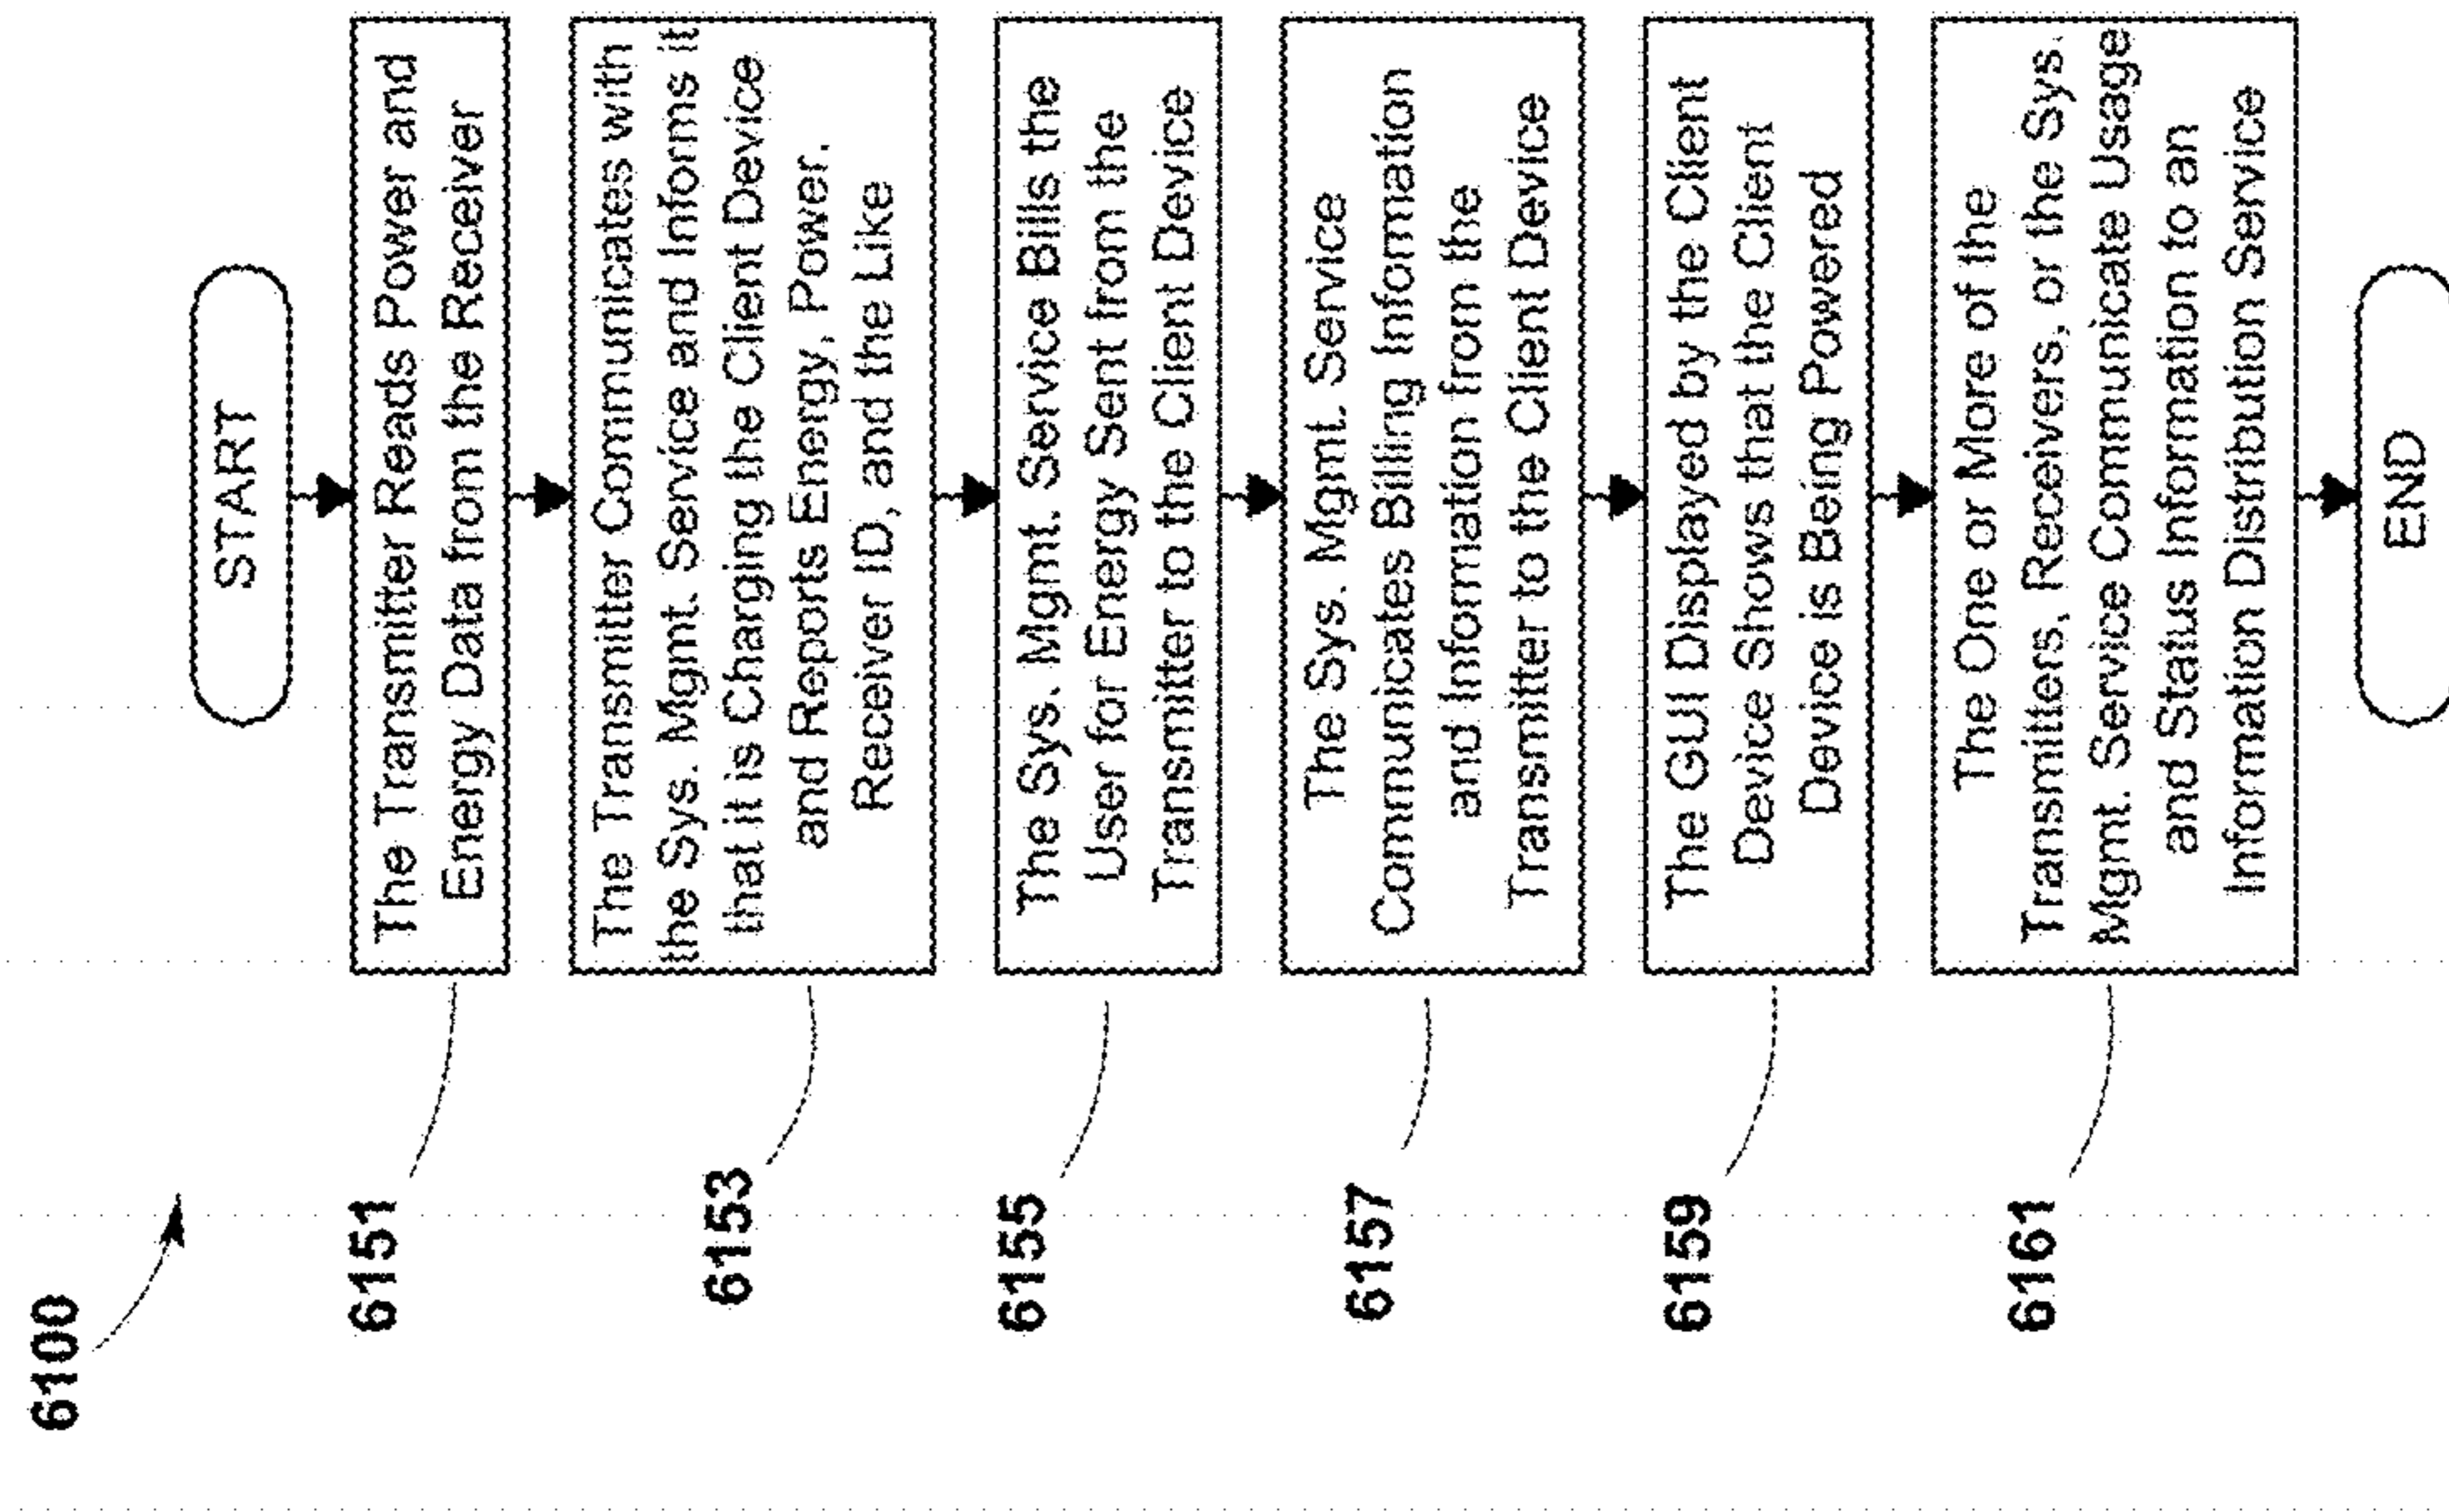 6100
START
6151
The Transmitter Reads Power and
Energy Data from the Receiver
6153
The Transmitter Communicates with
the Sys. Mgmt. Service and Informs it
that it is Charging the Client Device
and Reports Energy, Power,
Receiver ID, and the Like
6155
The Sys. Mgmt. Service Bills the
User for Energy Sent from the
Transmitter to the Client Device
6157
The Sys. Mgmt. Service
Communicates Billing Information
and Information from the
Transmitter to the Client Device
6159
The GUI Displayed by the Client
Device Shows that the Client
Device is Being Powered
6161
The One or More of the
Transmitters, Receivers, or the Sys.
Mgnt. Service Communicate Usage
and Status Information to an
Information Distribution Service
END